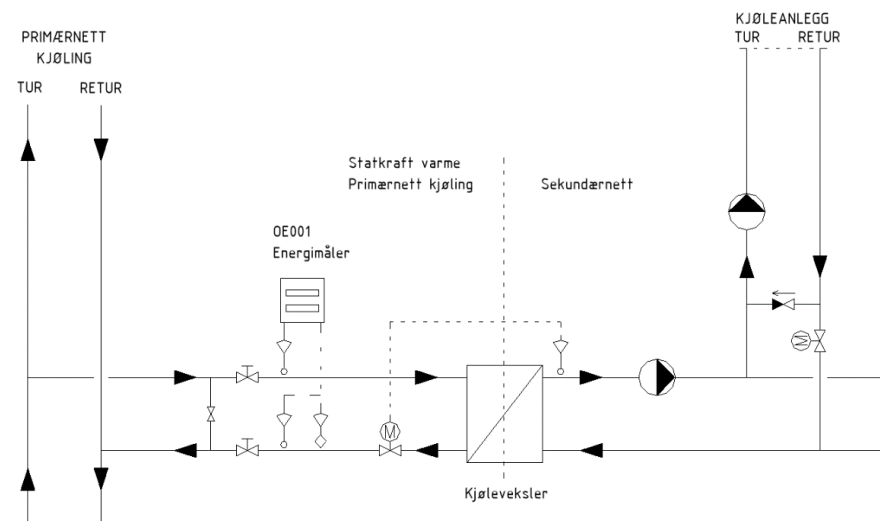 PRIMÆRNETT
KJØLING
TUR RETUR
KJØLEANLEGG
TUR RETUR
Statkraft varme
Primærnett kjøling
Sekundærnett
OE001
Energimåler
M
M
Kjøleveksler